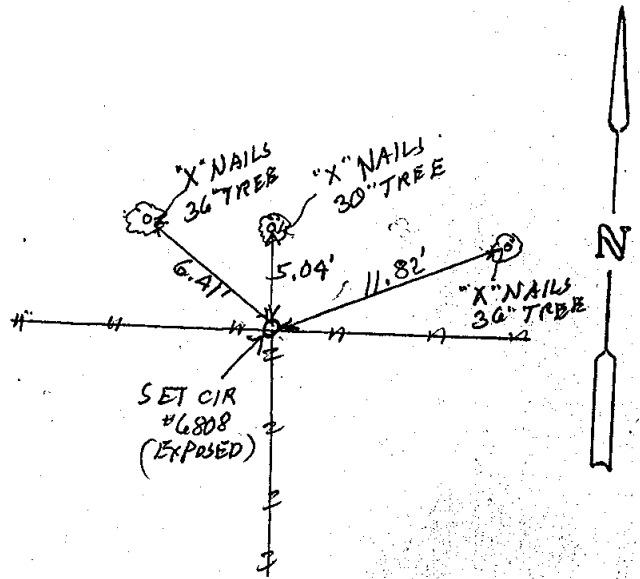 "X" NAILS
36" TREE
"X" NAILS
30" TREE
N
6.41'
5.04'
11.82'
"X" NAILS
36" TREE
SET CIR
#6808
(EXPOSED)